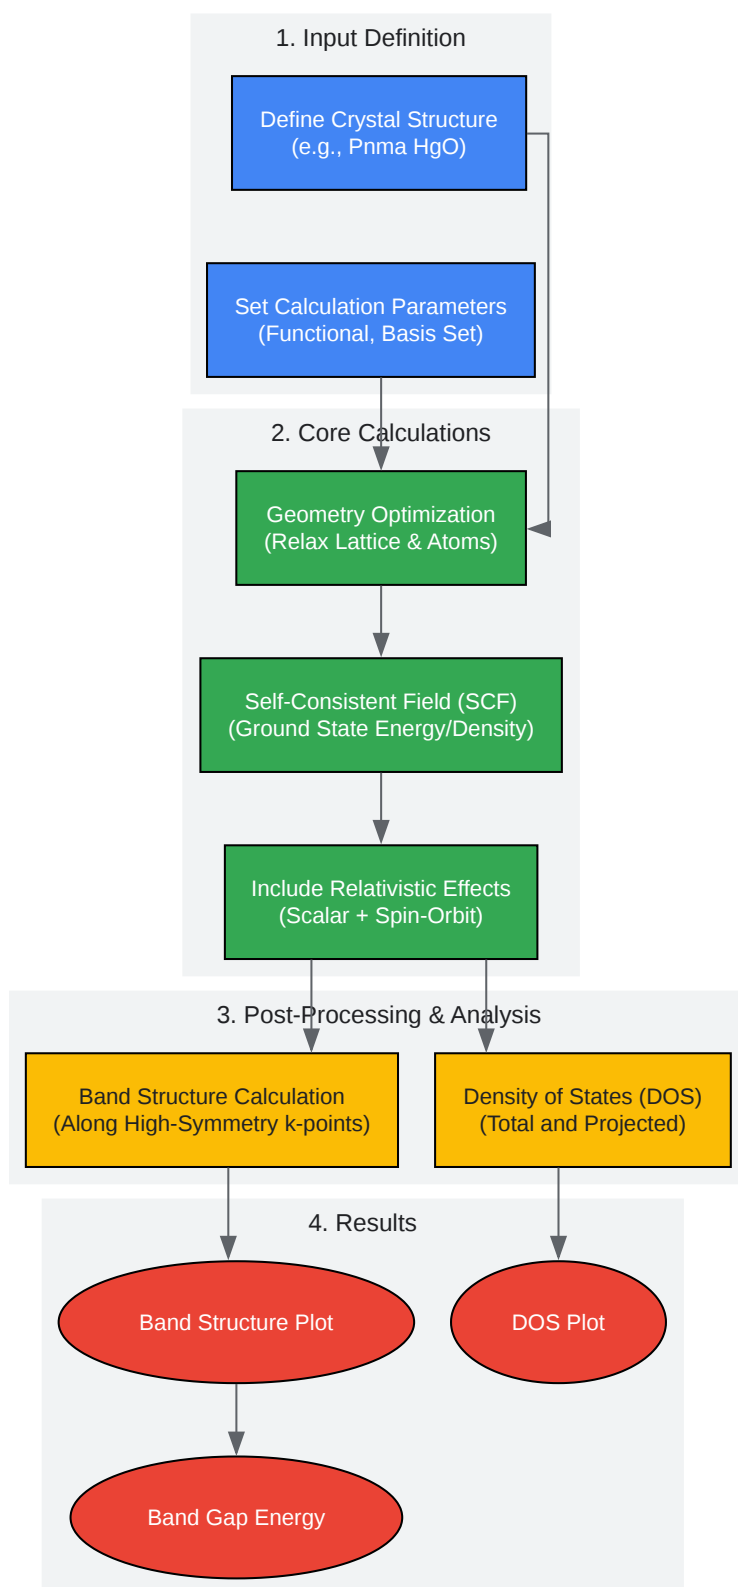 1. Input Definition
Define Crystal Structure
(e.g., Pnma HgO)
Set Calculation Parameters
(Functional, Basis Set)
2. Core Calculations
Geometry Optimization
(Relax Lattice & Atoms)
Self-Consistent Field (SCF)
(Ground State Energy/Density)
Include Relativistic Effects
(Scalar + Spin-Orbit)
3. Post-Processing & Analysis
Band Structure Calculation
(Along High-Symmetry k-points)
Density of States (DOS)
(Total and Projected)
4. Results
Band Structure Plot
DOS Plot
Band Gap Energy